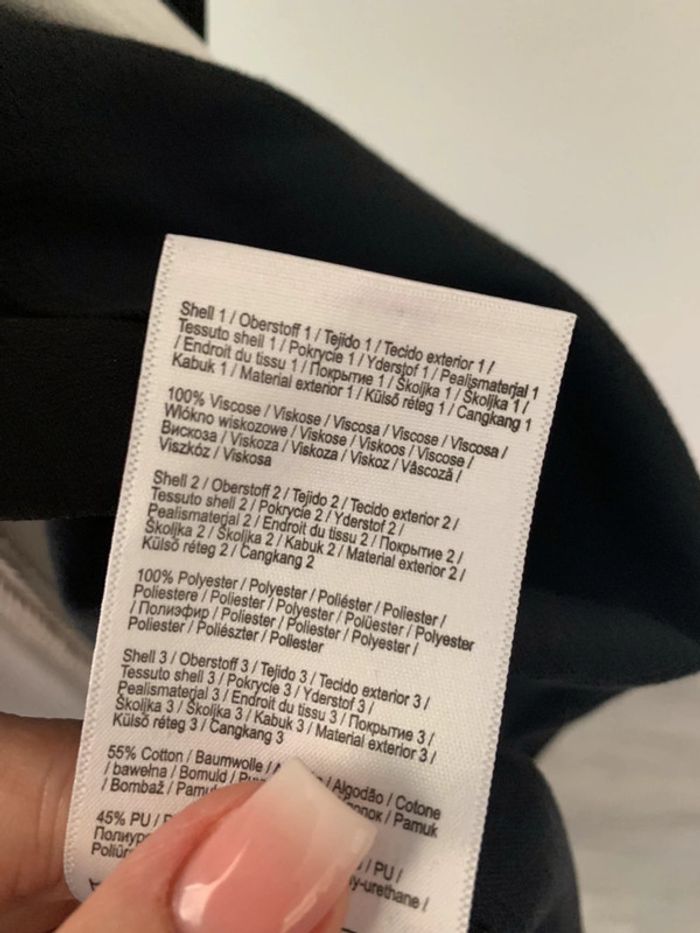 Shell 1 / Oberstoff 1 / Tejido 1 / Tecido exterior 1 /
Tessuto shell 1 / Pokrycie 1 / Yderstof 1 / Pealismaterjal 1
/ Endroit du tissu 1 / Покрытие 1 / Školjka 1 / Školjka 1 /
Kabuk 1 / Material exterior 1 / Külső réteg 1 / Cangkang 1
100% Viscose / Viskose / Viscosa / Viscose / Viscosa /
Włókno wiskozowe / Viskose / Viskoos / Viscose /
Вискоза / Viskoza / Viskoza / Viskoz / Vâscoză /
Viszkóz / Viskosa
Shell 2 / Oberstoff 2 / Tejido 2 / Tecido exterior 2 /
Tessuto shell 2 / Pokrycie 2 / Yderstof 2 /
Pealismaterjal 2 / Endroit du tissu 2 / Покрытие 2 /
Školjka 2 / Školjka 2 / Kabuk 2 / Material exterior 2 /
Külső réteg 2 / Cangkang 2
100% Polyester / Polyester / Poliéster / Poliester /
Poliestere / Poliester / Polyester / Polüester / Polyester
/ Полиэфир / Poliester / Poliester / Polyester /
Poliester / Poliészter / Poliester
Shell 3 / Oberstoff 3 / Tejido 3 / Tecido exterior 3 /
Tessuto shell 3 / Pokrycie 3 / Yderstof 3 /
Pealismaterjal 3 / Endroit du tissu 3 / Покрытие 3 /
Školjka 3 / Školjka 3 / Kabuk 3 / Material exterior 3 /
Külső réteg 3 / Cangkang 3
55% Cotton / Baumwolle / / Algodão / Cotone
/ bawełna / Bomuld /
/ Bombaž / Pamuk
45% PU / / PU /